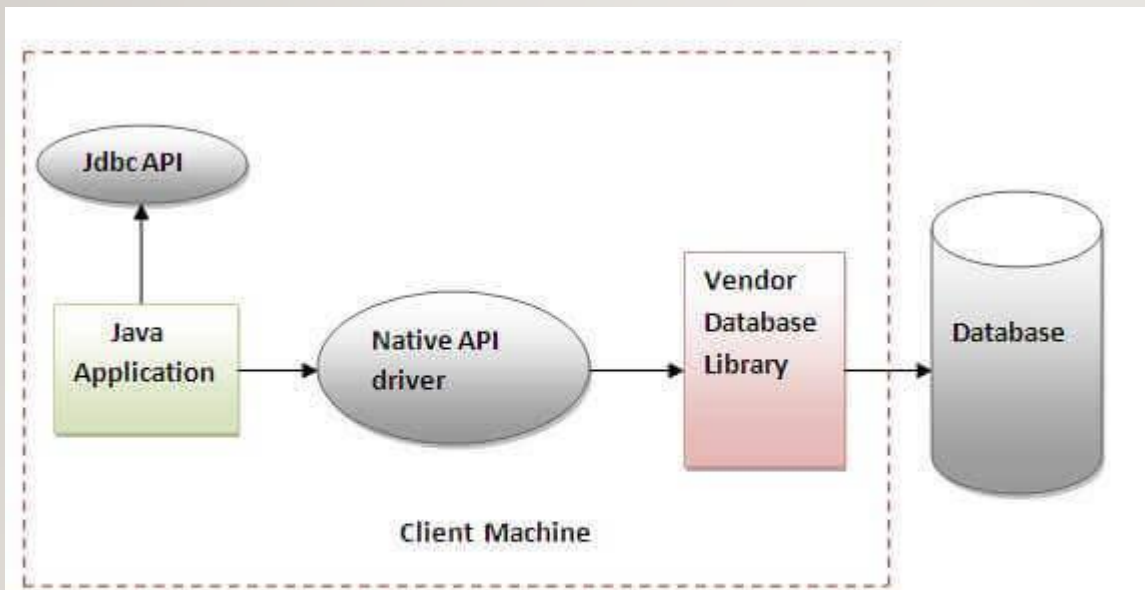 Jdbc API
Java
Application
Native API
driver
Vendor
Database
Library
Database
Client Machine